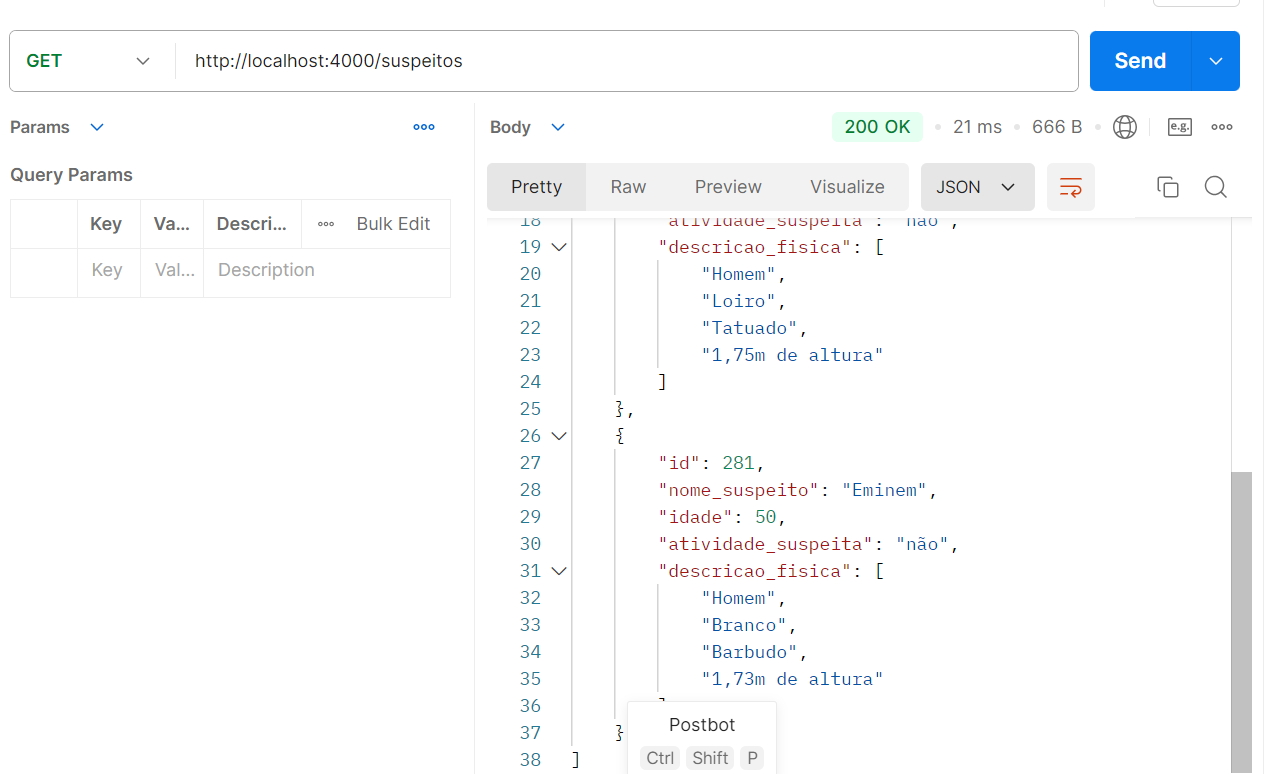 GET http://localhost:4000/suspeitos Send
Params
Body 200 OK 21 ms 666 B e.g.
Query Params
Pretty Raw Preview Visualize JSON
Key Va... Descri... Bulk Edit
Key Val... Description
18 "atividade_suspeita": "não",
19 "descricao_fisica": [
20 "Homem",
21 "Loiro",
22 "Tatuado",
23 "1,75m de altura"
24 ]
25 },
26 {
27 "id": 281,
28 "nome_suspeito": "Eminem",
29 "idade": 50,
30 "atividade_suspeita": "não",
31 "descricao_fisica": [
32 "Homem",
33 "Branco",
34 "Barbudo",
35 "1,73m de altura"
36 ]
37 }
38 ]
Postbot
Ctrl Shift P